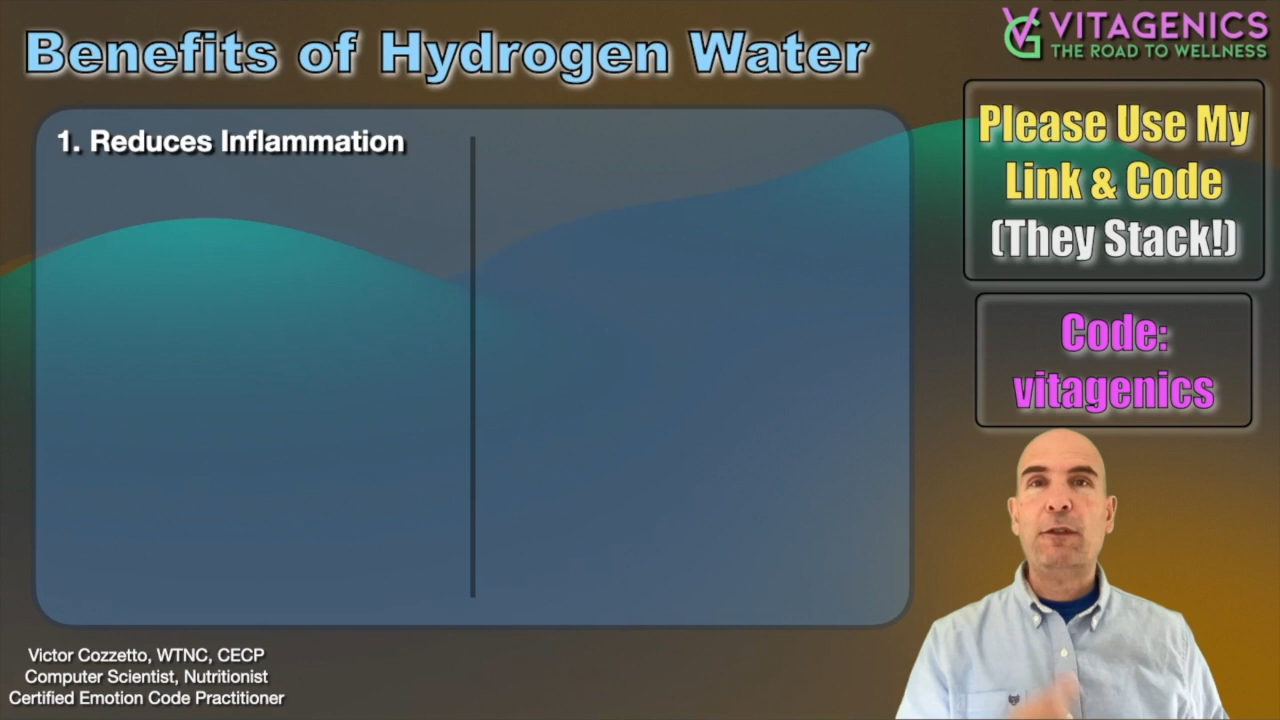 Benefits of Hydrogen Water
VG VITAGENICS
THE ROAD TO WELLNESS
1. Reduces Inflammation
Please Use My
Link & Code
(They Stack!)
Code:
vitagenics
Victor Cozzetto, WTNC, CECP
Computer Scientist, Nutritionist
Certified Emotion Code Practitioner